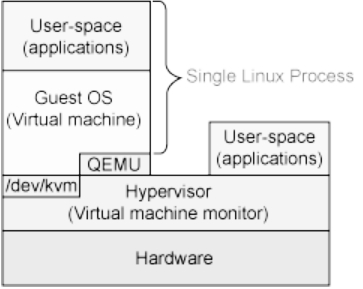 User-space
(applications)
Single Linux Process
Guest OS
(Virtual machine)
User-space
(applications)
QEMU
/dev/kvm
Hypervisor
(Virtual machine monitor)
Hardware